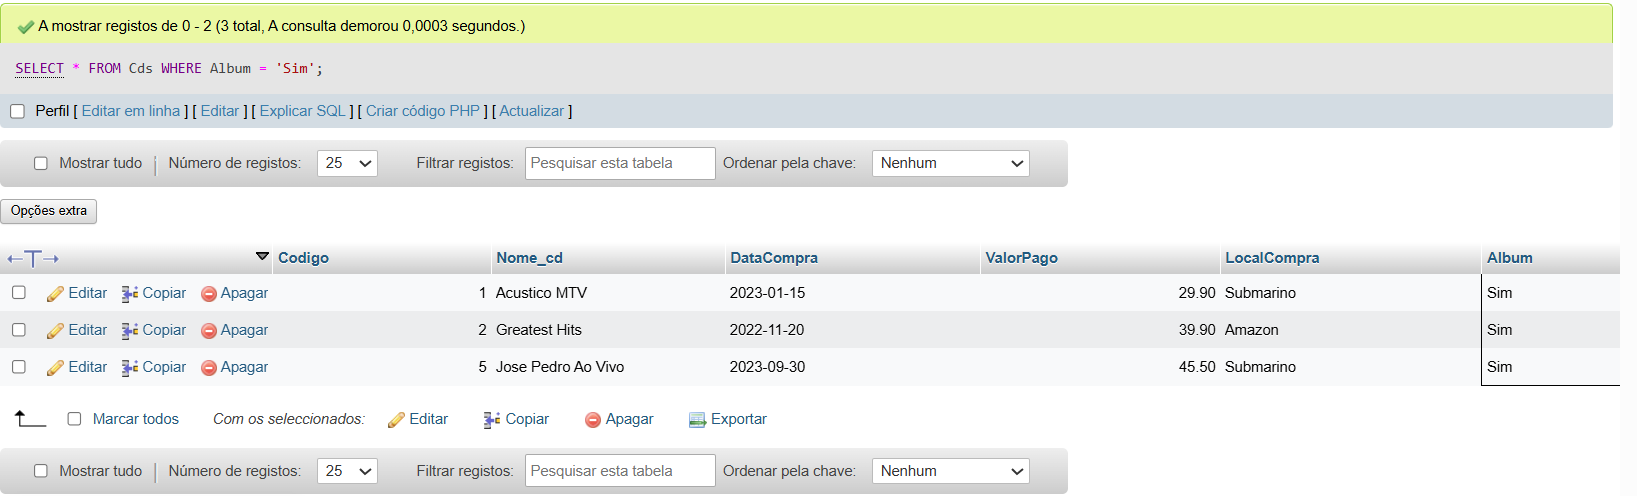 A mostrar registos de 0 - 2 (3 total, A consulta demorou 0,0003 segundos.)
SELECT * FROM Cds WHERE Album = 'Sim';
Perfil [ Editar em linha ] [ Editar ] [ Explicar SQL ] [ Criar código PHP ] [ Actualizar ]
Mostrar tudo | Número de registos: 25 Filtrar registos: Pesquisar esta tabela Ordenar pela chave: Nenhum
Opções extra
←T→ Codigo Nome_cd DataCompra ValorPago LocalCompra Album
Editar Copiar Apagar 1 Acustico MTV 2023-01-15 29.90 Submarino Sim
Editar Copiar Apagar 2 Greatest Hits 2022-11-20 39.90 Amazon Sim
Editar Copiar Apagar 5 Jose Pedro Ao Vivo 2023-09-30 45.50 Submarino Sim
Marcar todos Com os seleccionados: Editar Copiar Apagar Exportar
Mostrar tudo | Número de registos: 25 Filtrar registos: Pesquisar esta tabela Ordenar pela chave: Nenhum